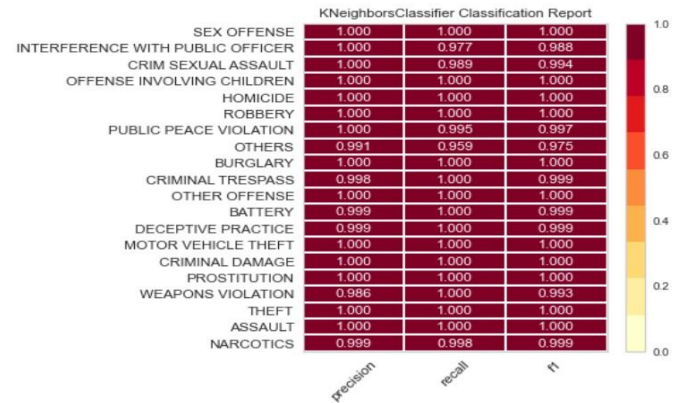 KNeighborsClassifier Classification Report
SEX OFFENSE 1.000 1.000 1.000
INTERFERENCE WITH PUBLIC OFFICER 1.000 0.977 0.988
CRIM SEXUAL ASSAULT 1.000 0.989 0.994
OFFENSE INVOLVING CHILDREN 1.000 1.000 1.000
HOMICIDE 1.000 1.000 1.000
ROBBERY 1.000 1.000 1.000
PUBLIC PEACE VIOLATION 1.000 0.995 0.997
OTHERS 0.991 0.959 0.975
BURGLARY 1.000 1.000 1.000
CRIMINAL TRESPASS 0.998 1.000 0.999
OTHER OFFENSE 1.000 1.000 1.000
BATTERY 0.999 1.000 0.999
DECEPTIVE PRACTICE 0.999 1.000 0.999
MOTOR VEHICLE THEFT 1.000 1.000 1.000
CRIMINAL DAMAGE 1.000 1.000 1.000
PROSTITUTION 1.000 1.000 1.000
WEAPONS VIOLATION 0.986 1.000 0.993
THEFT 1.000 1.000 1.000
ASSAULT 1.000 1.000 1.000
NARCOTICS 0.999 0.998 0.999
precision recall f1
1.0
0.8
0.6
0.4
0.2
0.0